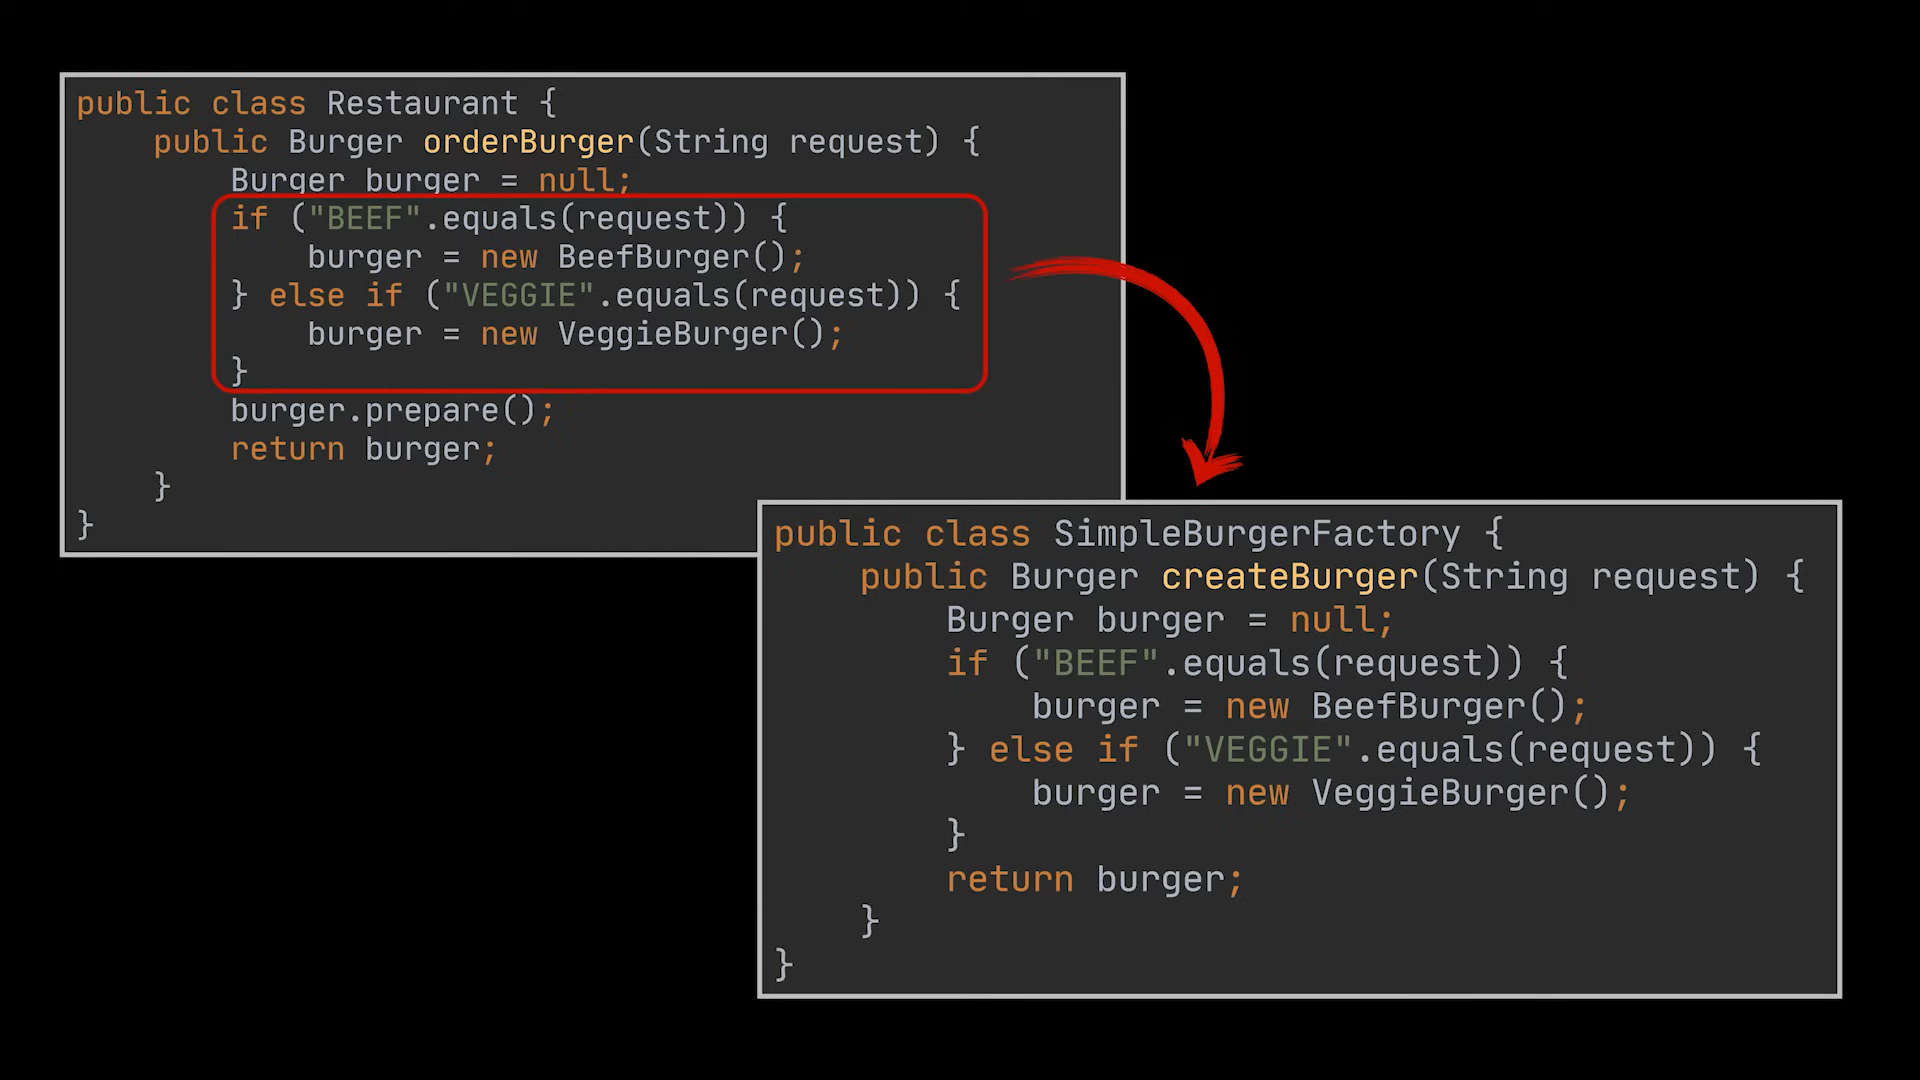 public class Restaurant {
    public Burger orderBurger(String request) {
        Burger burger = null;
        if ("BEEF".equals(request)) {
            burger = new BeefBurger();
        } else if ("VEGGIE".equals(request)) {
            burger = new VeggieBurger();
        }
        burger.prepare();
        return burger;
    }
}
public class SimpleBurgerFactory {
    public Burger createBurger(String request) {
        Burger burger = null;
        if ("BEEF".equals(request)) {
            burger = new BeefBurger();
        } else if ("VEGGIE".equals(request)) {
            burger = new VeggieBurger();
        }
        return burger;
    }
}